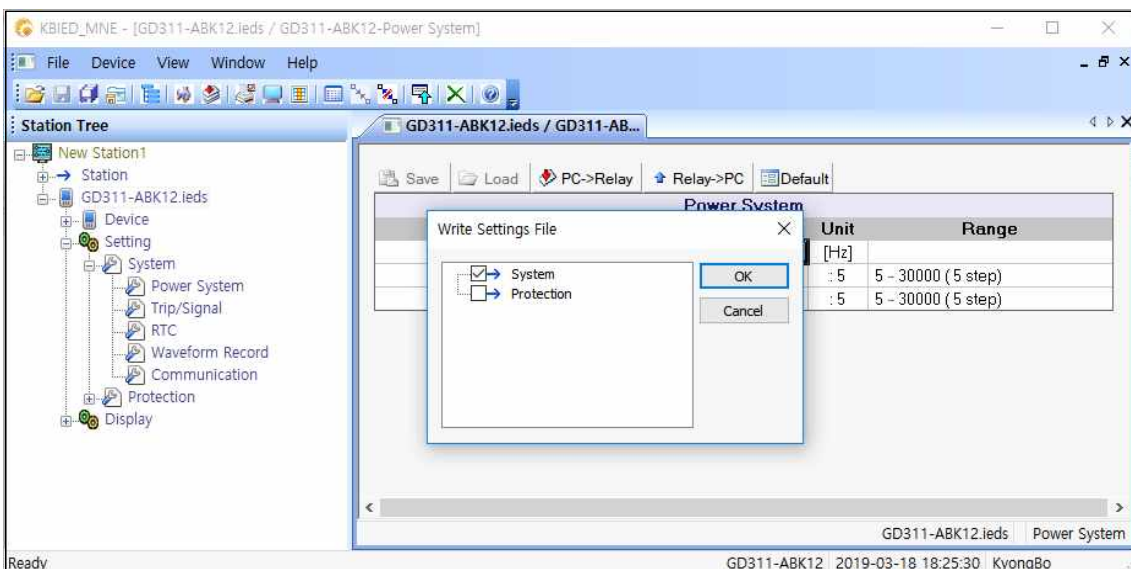 KBIED_MNE - [GD311-ABK12.ieds / GD311-ABK12-Power System]
File Device View Window Help
Station Tree
New Station1
Station
GD311-ABK12.ieds
Device
Setting
System
Power System
Trip/Signal
RTC
Waveform Record
Communication
Protection
Display
GD311-ABK12.ieds / GD311-AB...
Save Load PC->Relay Relay->PC Default
Power System
Unit Range
[Hz]
: 5 5 - 30000 ( 5 step)
: 5 5 - 30000 ( 5 step)
Write Settings File
System
Protection
OK
Cancel
GD311-ABK12.ieds Power System
Ready GD311-ABK12 2019-03-18 18:25:30 KyongBo